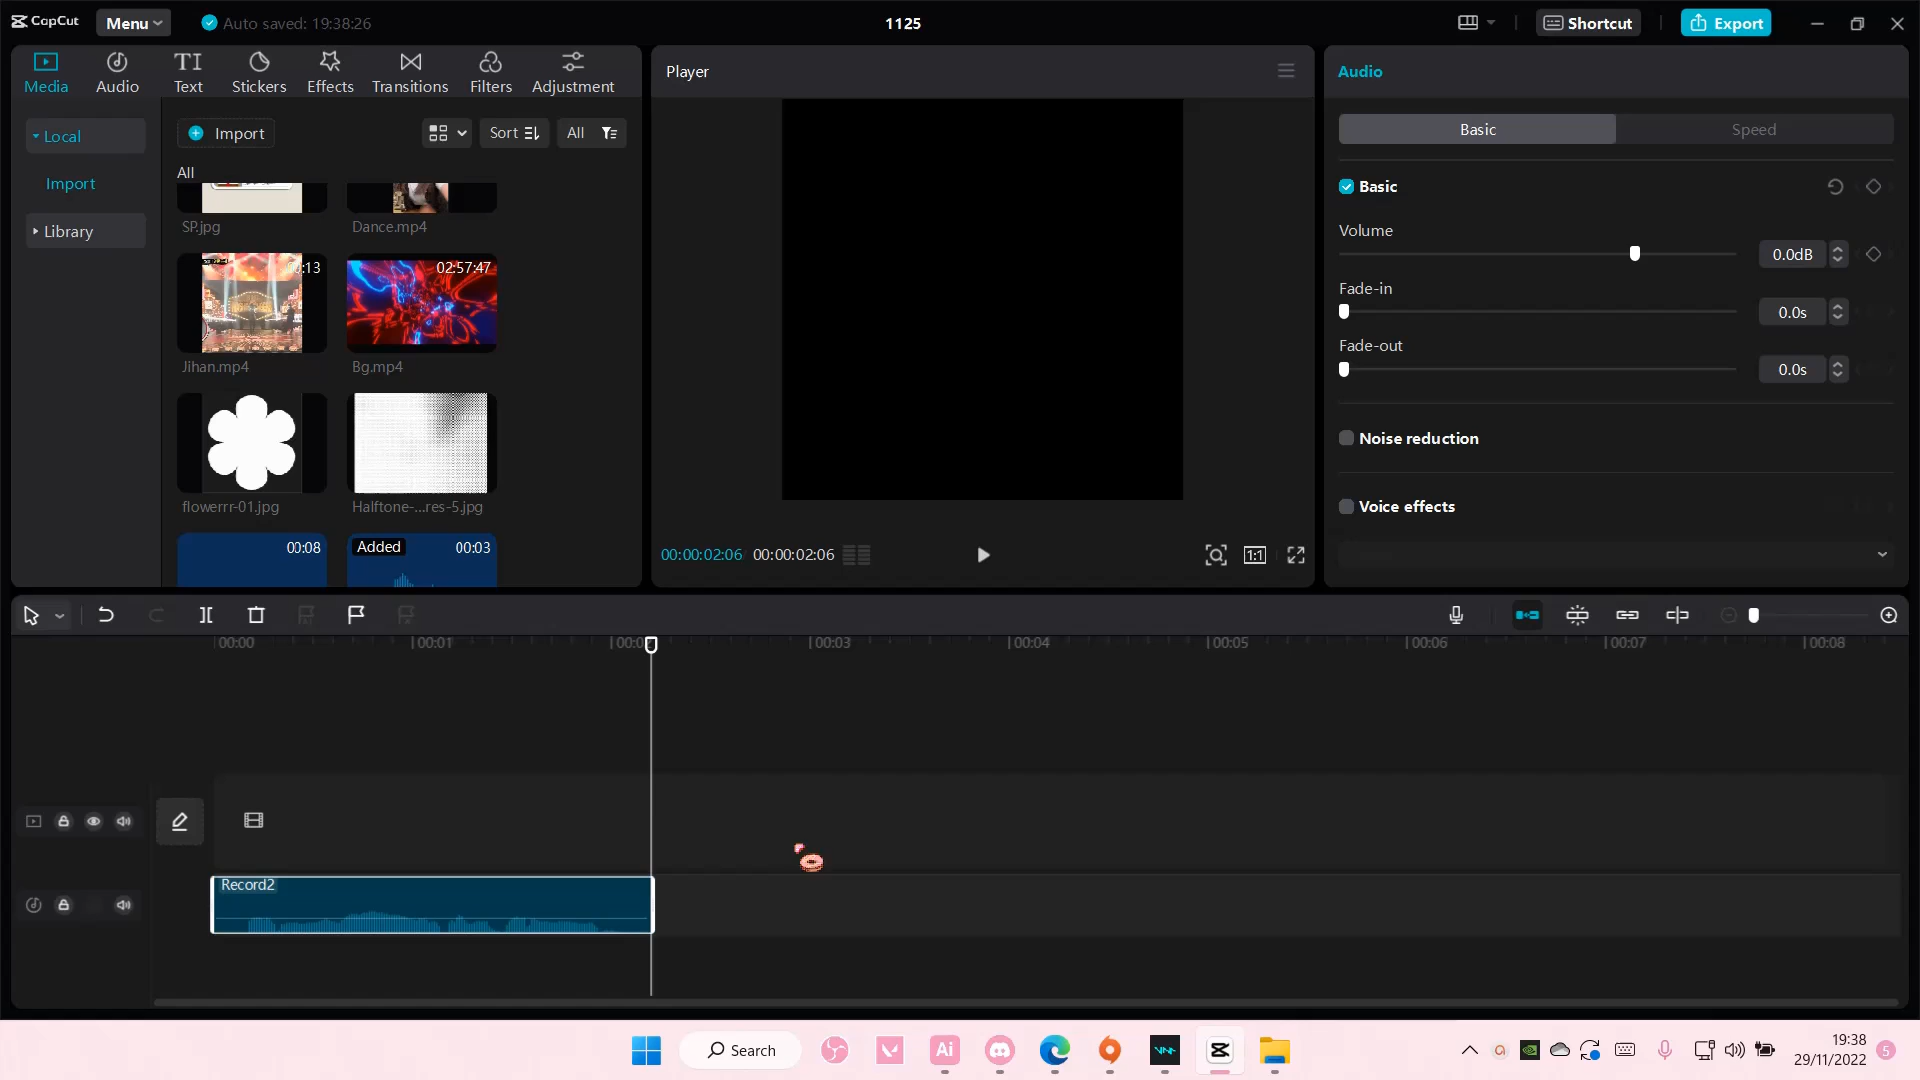 CapCut
Menu
Auto saved: 19:38:26
1125
Shortcut
Export
Media
Audio
TI
Text
Stickers
Effects
Transitions
Filters
Adjustment
Player
Audio
Local
Import
Library
Import
Sort
All
All
SP.jpg
Dance.mp4
00:13
Jihan.mp4
02:57:47
Bg.mp4
flowerrr-01.jpg
Halftone-...res-5.jpg
00:08
Added
00:03
00:00:02:06
00:00:02:06
1:1
Basic
Speed
Basic
Volume
0.0dB
Fade-in
0.0s
Fade-out
0.0s
Noise reduction
Voice effects
00:00
00:01
00:03
00:04
00:05
00:06
00:07
00:08
Record2
Search
Ai
19:38
29/11/2022
5